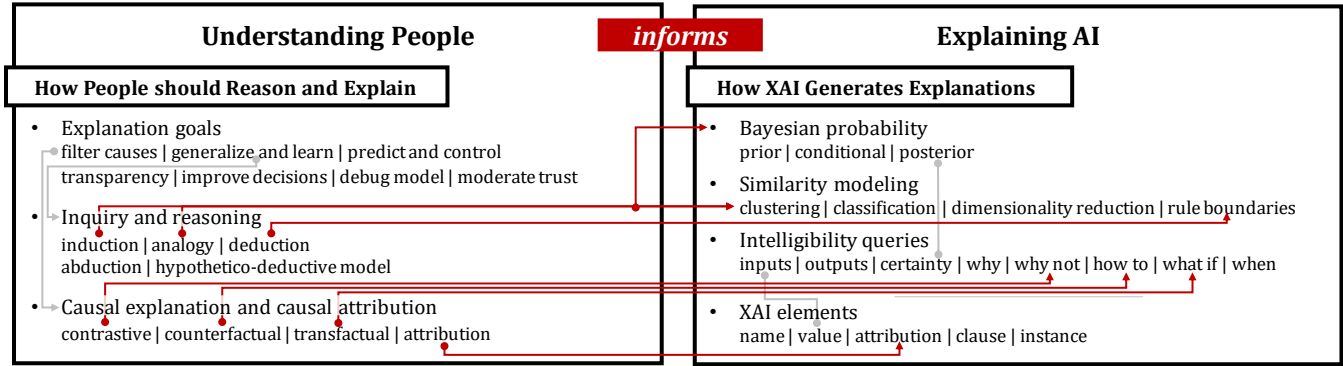 Understanding People
informs
Explaining AI
How People should Reason and Explain
• Explanation goals
filter causes | generalize and learn | predict and control
transparency | improve decisions | debug model | moderate trust
• Inquiry and reasoning
induction | analogy | deduction
abduction | hypothetico-deductive model
• Causal explanation and causal attribution
contrastive | counterfactual | transfactual | attribution
How XAI Generates Explanations
• Bayesian probability
prior | conditional | posterior
• Similarity modeling
clustering | classification | dimensionality reduction | rule boundaries
• Intelligibility queries
inputs | outputs | certainty | why | why not | how to | what if | when
• XAI elements
name | value | attribution | clause | instance